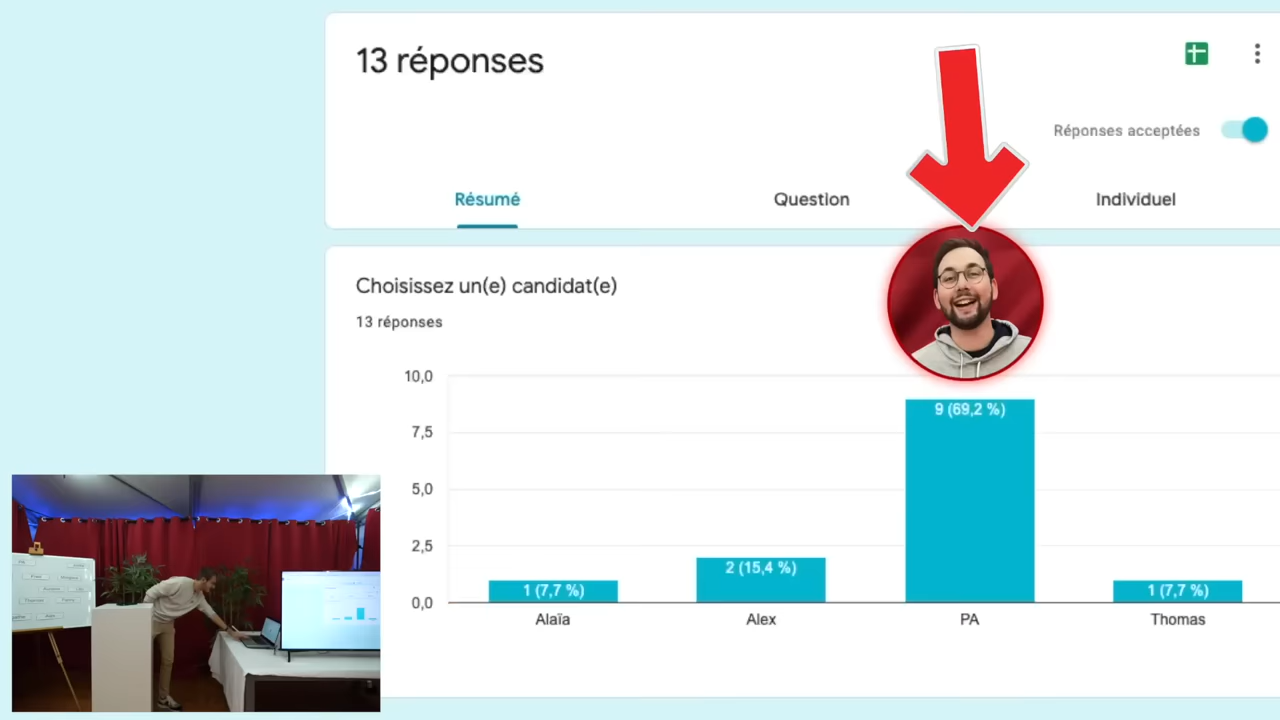 13 réponses
Réponses acceptées
Résumé
Question
Individuel
Choisissez un(e) candidat(e)
13 réponses
10,0
7,5
5,0
2,5
0,0
1 (7,7 %)
2 (15,4 %)
9 (69,2 %)
1 (7,7 %)
Alaïa
Alex
PA
Thomas